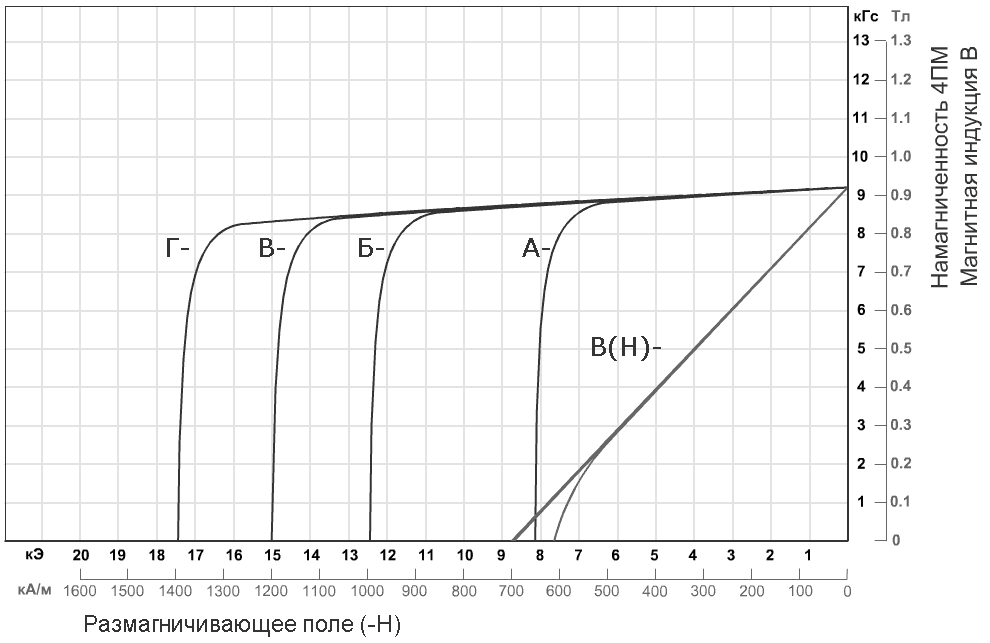 кГс Тл
13 1.3
12 1.2
11 1.1
10 1.0
9 0.9
Г- В- Б- А- 8 0.8
7 0.7
6 0.6
В(Н)- 5 0.5
4 0.4
3 0.3
2 0.2
1 0.1
0
кЭ 20 19 18 17 16 15 14 13 12 11 10 9 8 7 6 5 4 3 2 1
кА/м 1600 1500 1400 1300 1200 1100 1000 900 800 700 600 500 400 300 200 100 0
Размагничивающее поле (-Н)
Намагниченность 4ПМ
Магнитная индукция В